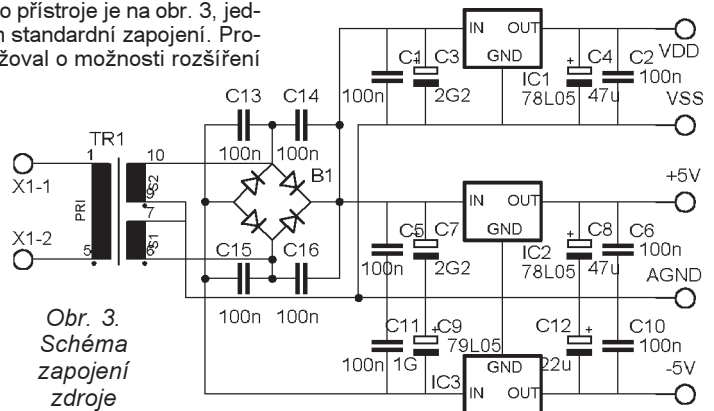 o přístroje je na obr. 3, jed-
n standardní zapojení. Pro-
žoval o možnosti rozšíření
IN OUT
GND
VDD
C1 C3
IC1
C4 C2
100n
2G2
78L05
47u
100n
VSS
C13 C14
100n 100n
TR1
1 10
X1-1
PRI
S2
9
7
B1
+5V
IN OUT
GND
X1-2
5
S1
6
C5 C7
IC2
C8 C6
100n
2G2
78L05
47u
100n
C15 C16
100n 100n
AGND
Obr. 3.
Schéma
zapojení
zdroje
C11 C9
79L05
C12 C10
100n
1G
22u
100n
IC3
GND
IN OUT
-5V